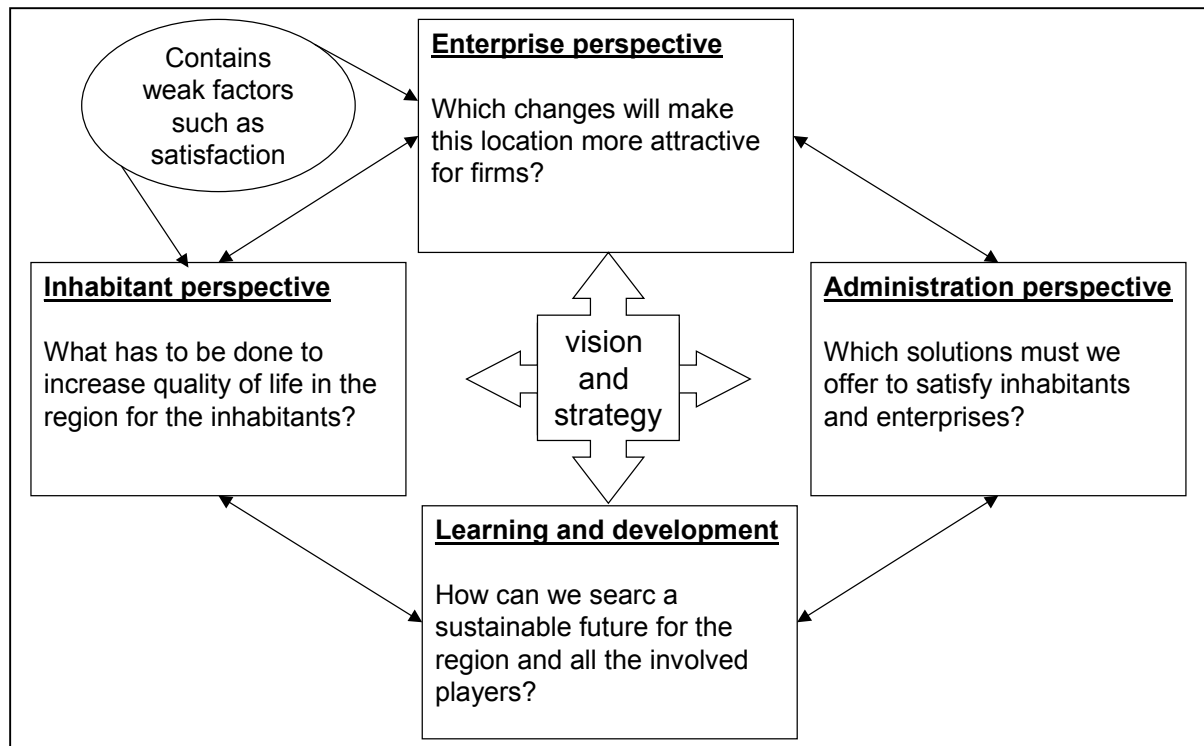 Contains
weak factors
such as
satisfaction
Enterprise perspective
Which changes will make
this location more attractive
for firms?
Inhabitant perspective
What has to be done to
increase quality of life in the
region for the inhabitants?
vision
and
strategy
Administration perspective
Which solutions must we
offer to satisfy inhabitants
and enterprises?
Learning and development
How can we searc a
sustainable future for the
region and all the involved
players?